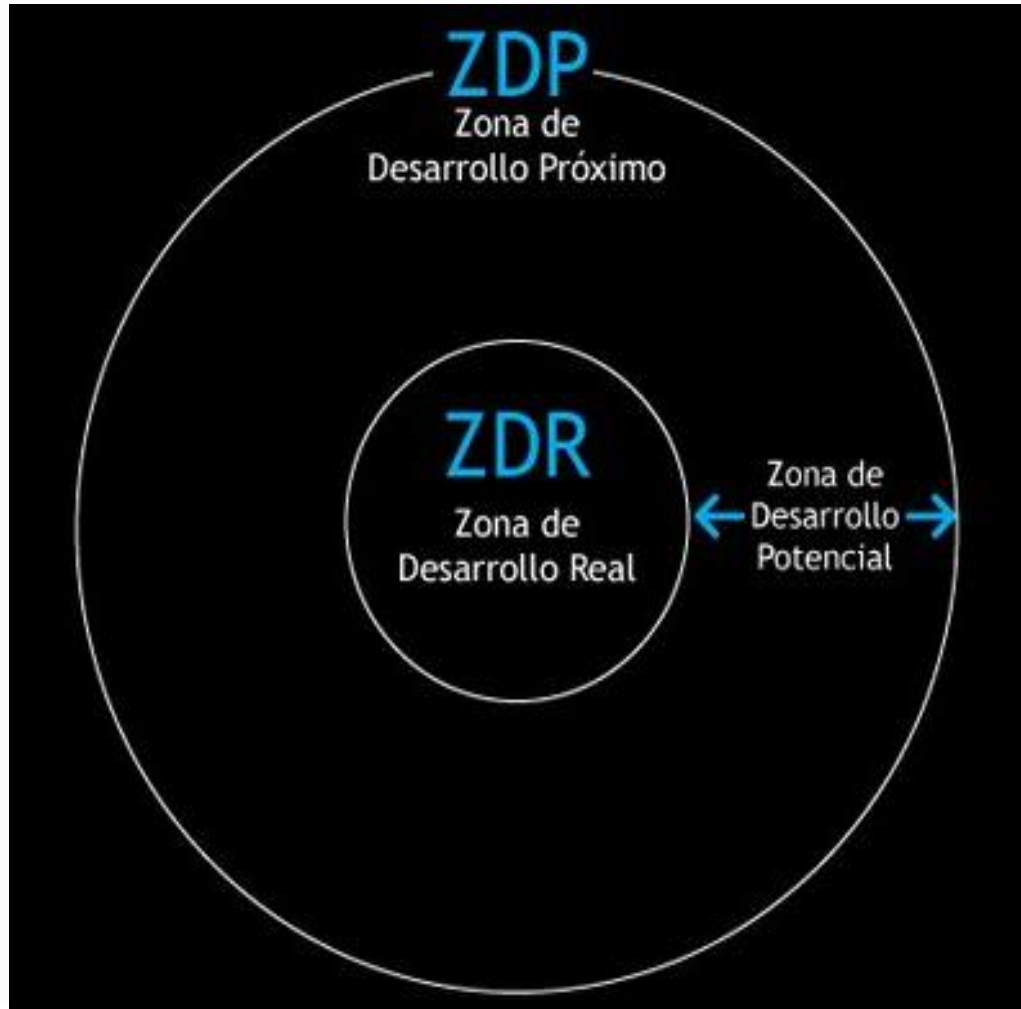 ZDP
Zona de
Desarrollo Próximo
ZDR
Zona de
Desarrollo Real
Zona de
Desarrollo
Potencial